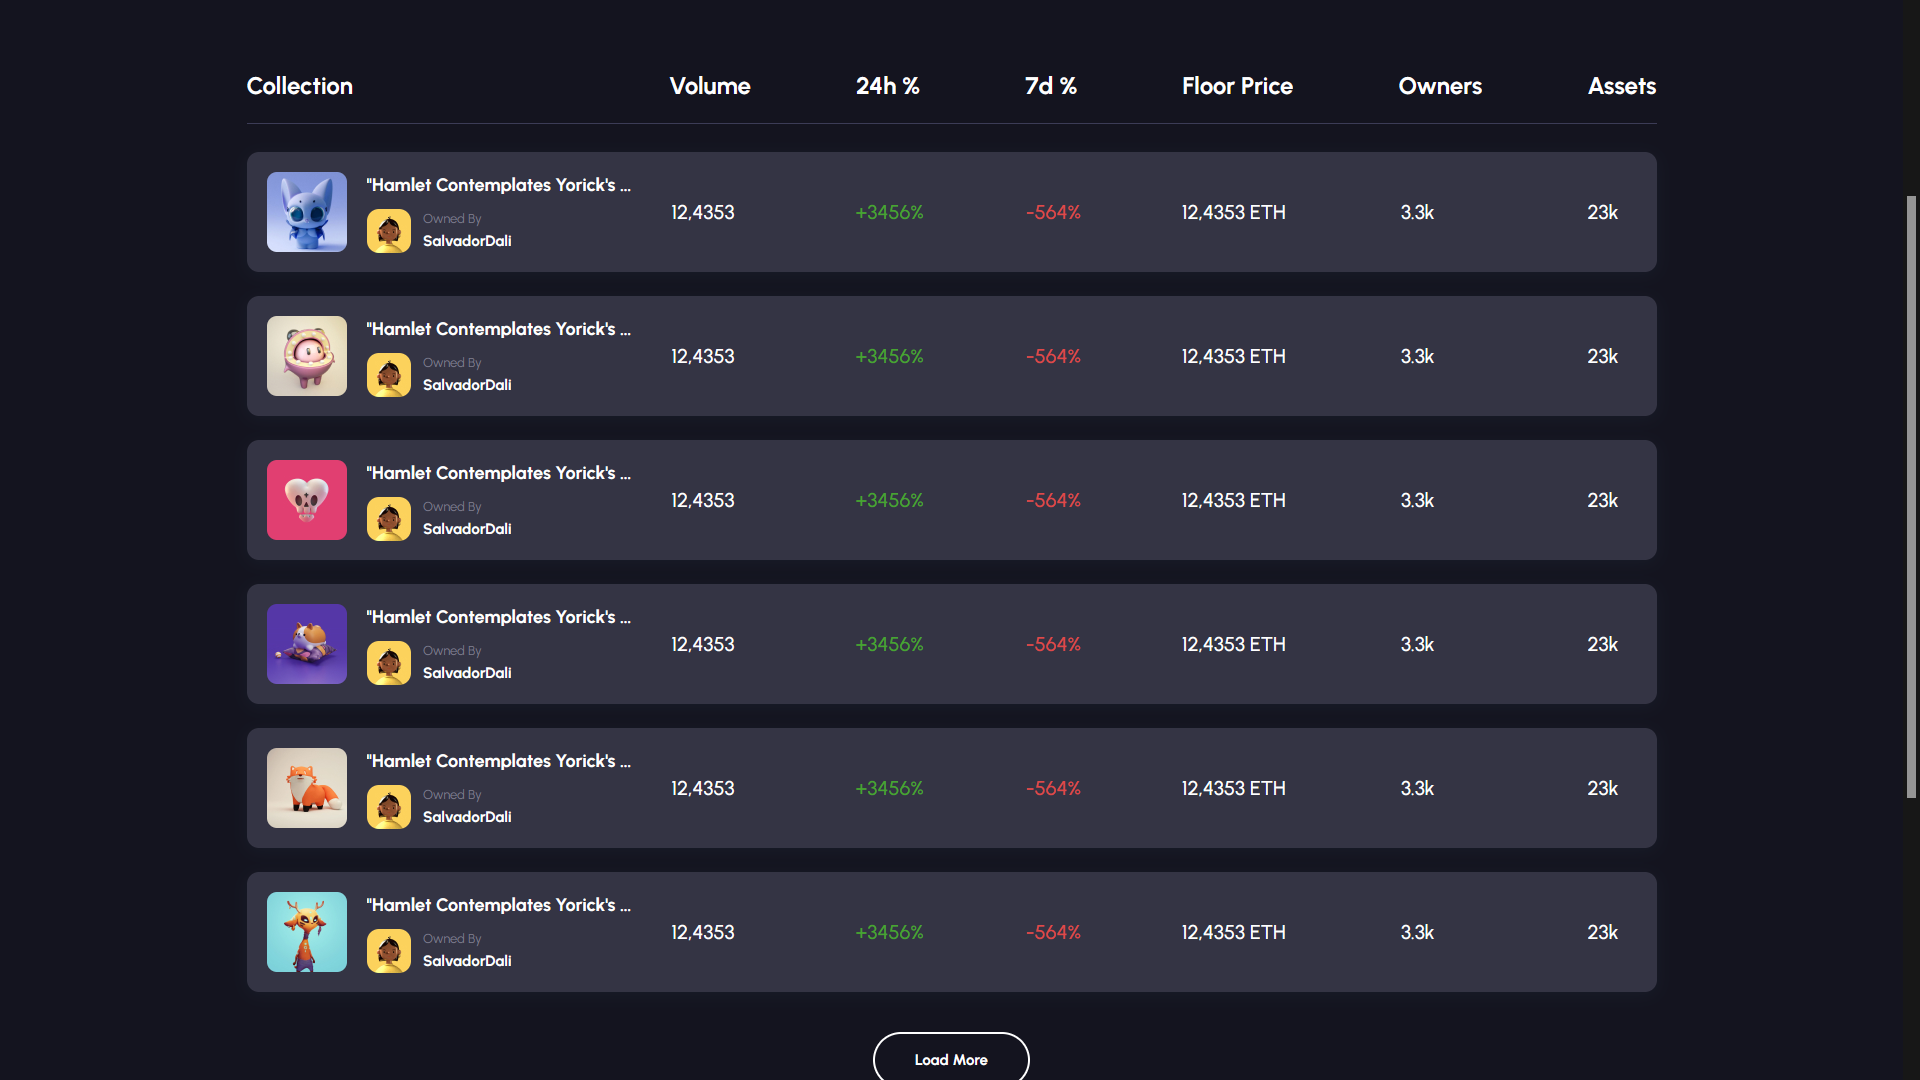 Collection Volume 24h % 7d % Floor Price Owners Assets
"Hamlet Contemplates Yorick's ...
Owned By
SalvadorDali
12,4353 +3456% -564% 12,4353 ETH 3.3k 23k
"Hamlet Contemplates Yorick's ...
Owned By
SalvadorDali
12,4353 +3456% -564% 12,4353 ETH 3.3k 23k
"Hamlet Contemplates Yorick's ...
Owned By
SalvadorDali
12,4353 +3456% -564% 12,4353 ETH 3.3k 23k
"Hamlet Contemplates Yorick's ...
Owned By
SalvadorDali
12,4353 +3456% -564% 12,4353 ETH 3.3k 23k
"Hamlet Contemplates Yorick's ...
Owned By
SalvadorDali
12,4353 +3456% -564% 12,4353 ETH 3.3k 23k
"Hamlet Contemplates Yorick's ...
Owned By
SalvadorDali
12,4353 +3456% -564% 12,4353 ETH 3.3k 23k
Load More